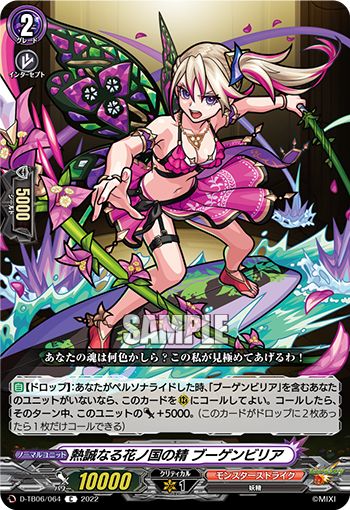 2
グレード
インターセプト
5000
シールド
SAMPLE
あなたの魂は何色かしら？この私が見極めてあげるわ！
自【ドロップ】：あなたがペルソナライドした時、「ブーゲンビリア」を含むあなた
のユニットがいないなら、このカードをRにコールしてよい。コールしたら、
そのターン中、このユニットの+5000。（このカードがドロップに２枚あっ
たら１枚だけコールできる）
ノーマルユニット
熱誠なる花ノ国の精 ブーゲンビリア
パワー
10000
クリティカル
1
モンスターストライク
妖精
D-TB06/064 C 2022
©MIXI